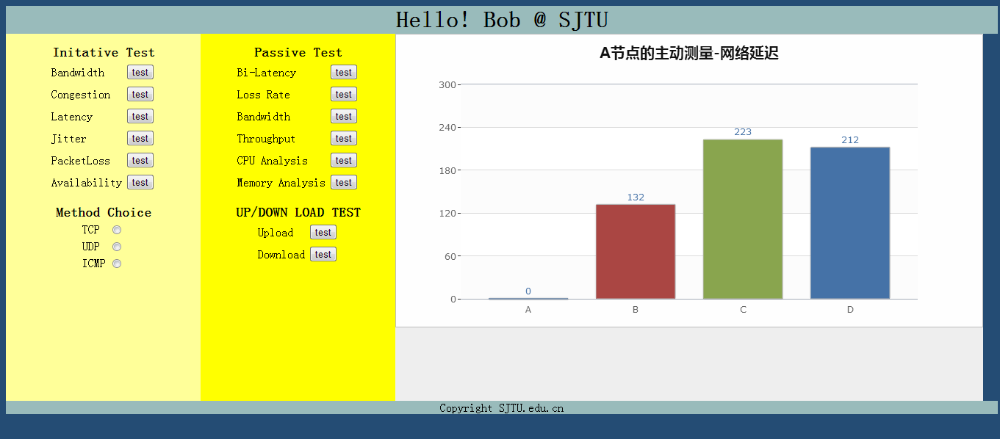 Hello! Bob @ SJTU
Initative Test
Bandwidth test
Congestion test
Latency test
Jitter test
PacketLoss test
Availability test
Method Choice
TCP
UDP
ICMP
Passive Test
Bi-Latency test
Loss Rate test
Bandwidth test
Throughput test
CPU Analysis test
Memory Analysis test
UP/DOWN LOAD TEST
Upload test
Download test
A节点的主动测量-网络延迟
300
240
180
120
60
0
0
132
223
212
A B C D
Copyright SJTU.edu.cn